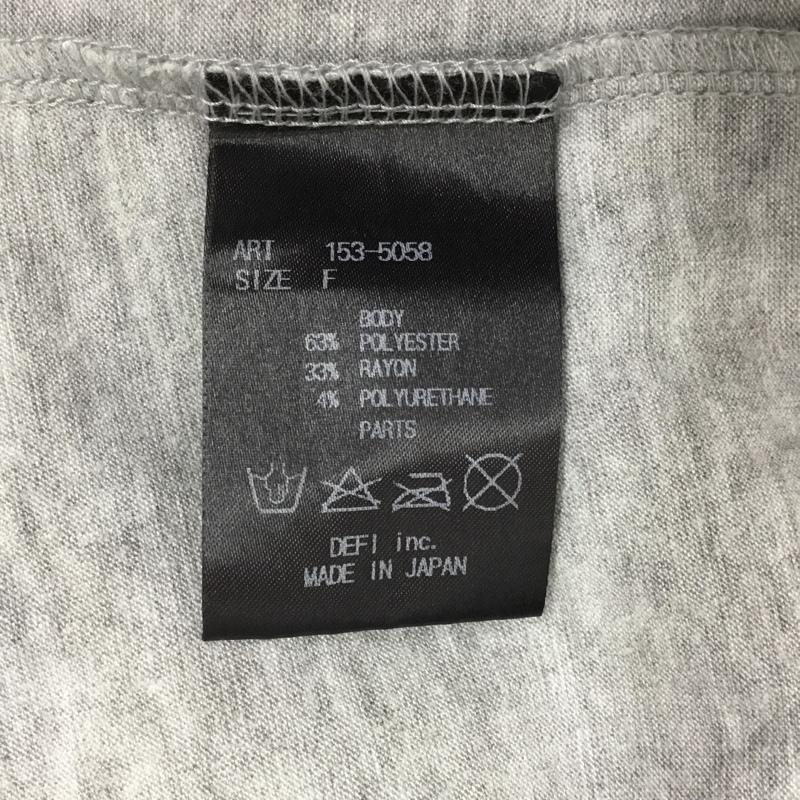 ART 153-5058
SIZE F
BODY
63% POLYESTER
33% RAYON
4% POLYURETHANE
PARTS
DEFI inc.
MADE IN JAPAN